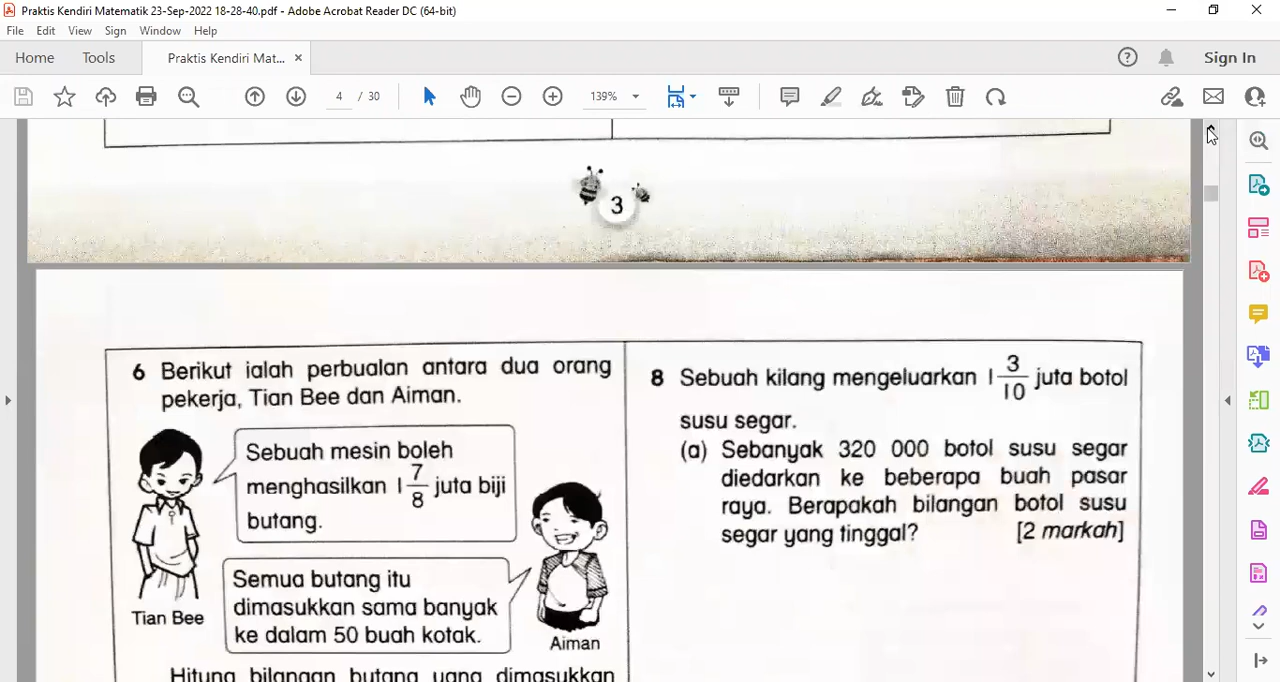 Praktis Kendiri Matematik 23-Sep-2022 18-28-40.pdf - Adobe Acrobat Reader DC (64-bit)
File Edit View Sign Window Help
Home Tools Praktis Kendiri Mat... × Sign In
4 / 30 139%
3
6 Berikut ialah perbualan antara dua orang
pekerja, Tian Bee dan Aiman.
Sebuah mesin boleh
menghasilkan 1 7/8 juta biji
butang.
Tian Bee
Semua butang itu
dimasukkan sama banyak
ke dalam 50 buah kotak.
Aiman
Hitung bilangan butang yang dimasukkan
8 Sebuah kilang mengeluarkan 1 3/10 juta botol
susu segar.
(a) Sebanyak 320 000 botol susu segar
diedarkan ke beberapa buah pasar
raya. Berapakah bilangan botol susu
segar yang tinggal? [2 markah]